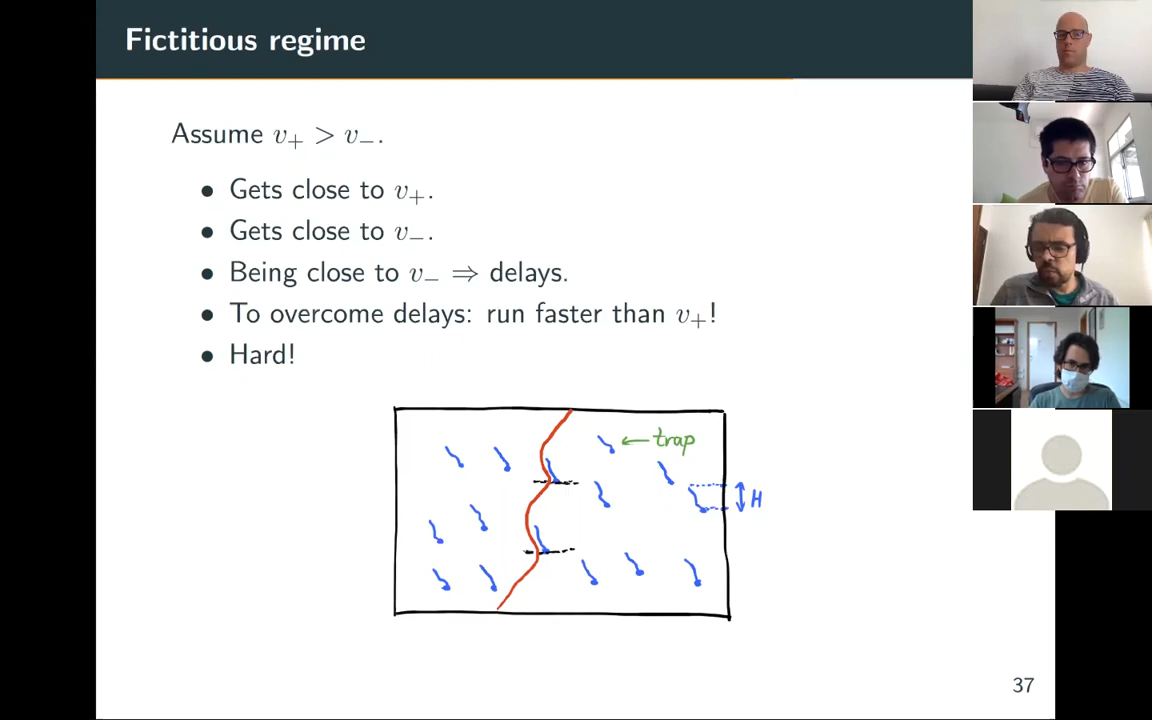 Fictitious regime
Assume v₊ > v₋.
• Gets close to v₊.
• Gets close to v₋.
• Being close to v₋ ⇒ delays.
• To overcome delays: run faster than v₊!
• Hard!
← trap
H
37